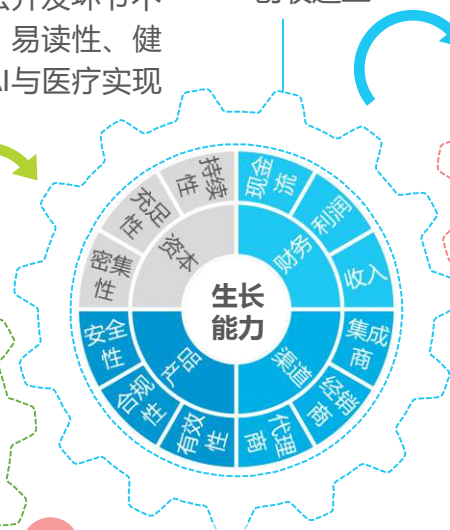 易读性、健
AI与医疗实现
持续性
充足性
密集性
资本
现金流
利润
收入
财务
生长
能力
安全性
合规性
有效性
产品
集成商
经销商
代理商
渠道